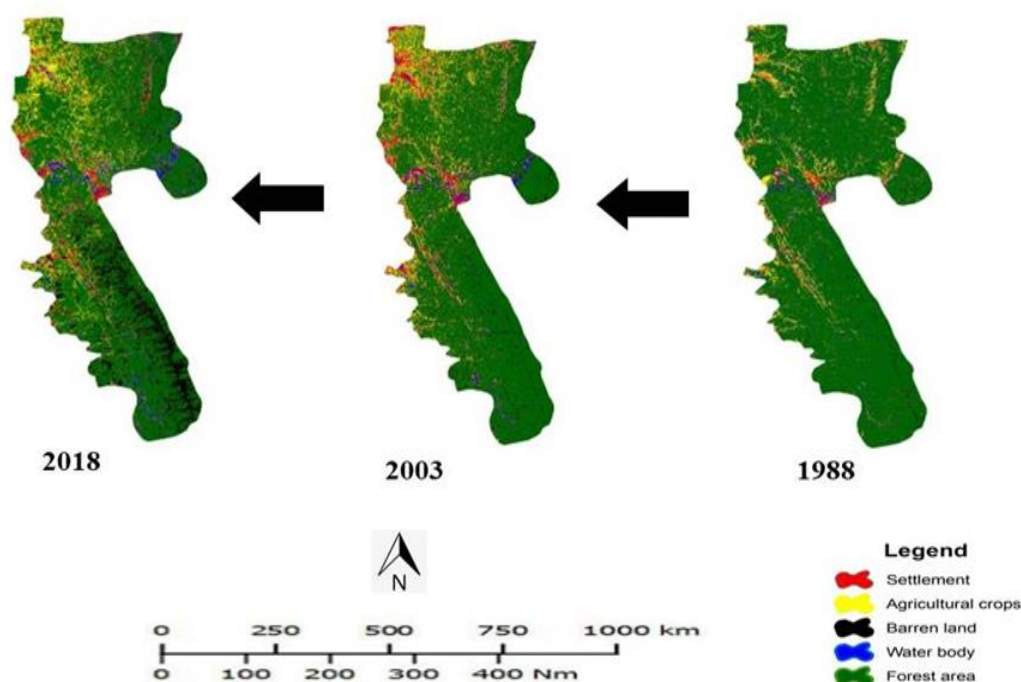 2018
2003
1988
N
Legend
Settlement
Agricultural crops
Barren land
Water body
Forest area
0 250 500 750 1000 km
0 100 200 300 400 Nm